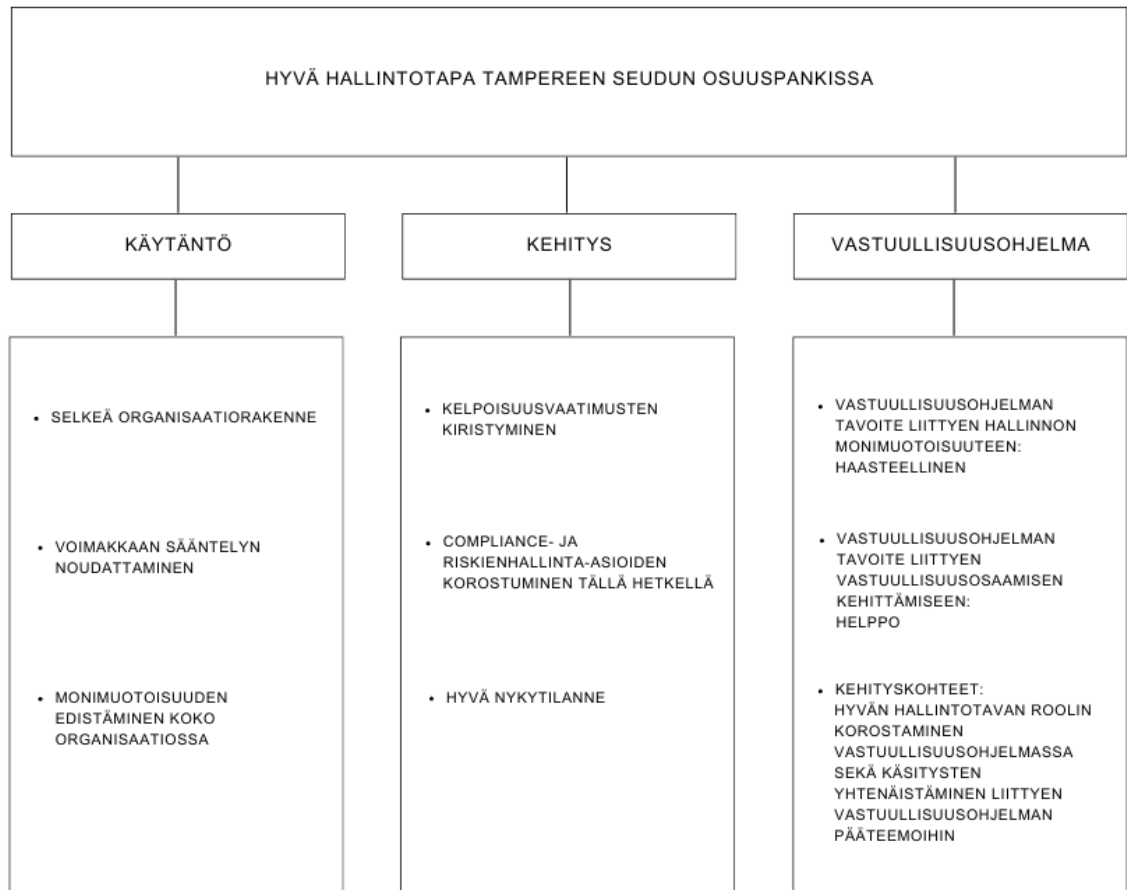 HYVÄ HALLINTOTAPA TAMPEREEN SEUDUN OSUUSPANKISSA
KÄYTÄNTÖ
• SELKEÄ ORGANISAATIORAKENNE
• VOIMAKKAAN SÄÄNTELYN
NOUDATTAMINEN
• MONIMUOTOISUUDEN
EDISTÄMINEN KOKO
ORGANISAATIOSSA
KEHITYS
• KELPOISUUSVAATIMUSTEN
KIRISTYMINEN
• COMPLIANCE- JA
RISKIENHALLINTA-ASIOIDEN
KOROSTUMINEN TÄLLÄ HETKELLÄ
• HYVÄ NYKYTILANNE
VASTUULLISUUSOHJELMA
• VASTUULLISUUSOHJELMAN
TAVOITE LIITTYEN HALLINNON
MONIMUOTOISUUTEEN:
HAASTEELLINEN
• VASTUULLISUUSOHJELMAN
TAVOITE LIITTYEN
VASTUULLISUUSOSAAMISEN
KEHITTÄMISEEN:
HELPPO
• KEHITYSKOHTEET:
HYVÄN HALLINTOTAVAN ROOLIN
KOROSTAMINEN
VASTUULLISUUSOHJELMASSA
SEKÄ KÄSITYSTEN
YHTENÄISTÄMINEN LIITTYEN
VASTUULLISUUSOHJELMAN
PÄÄTEEMOIHIN